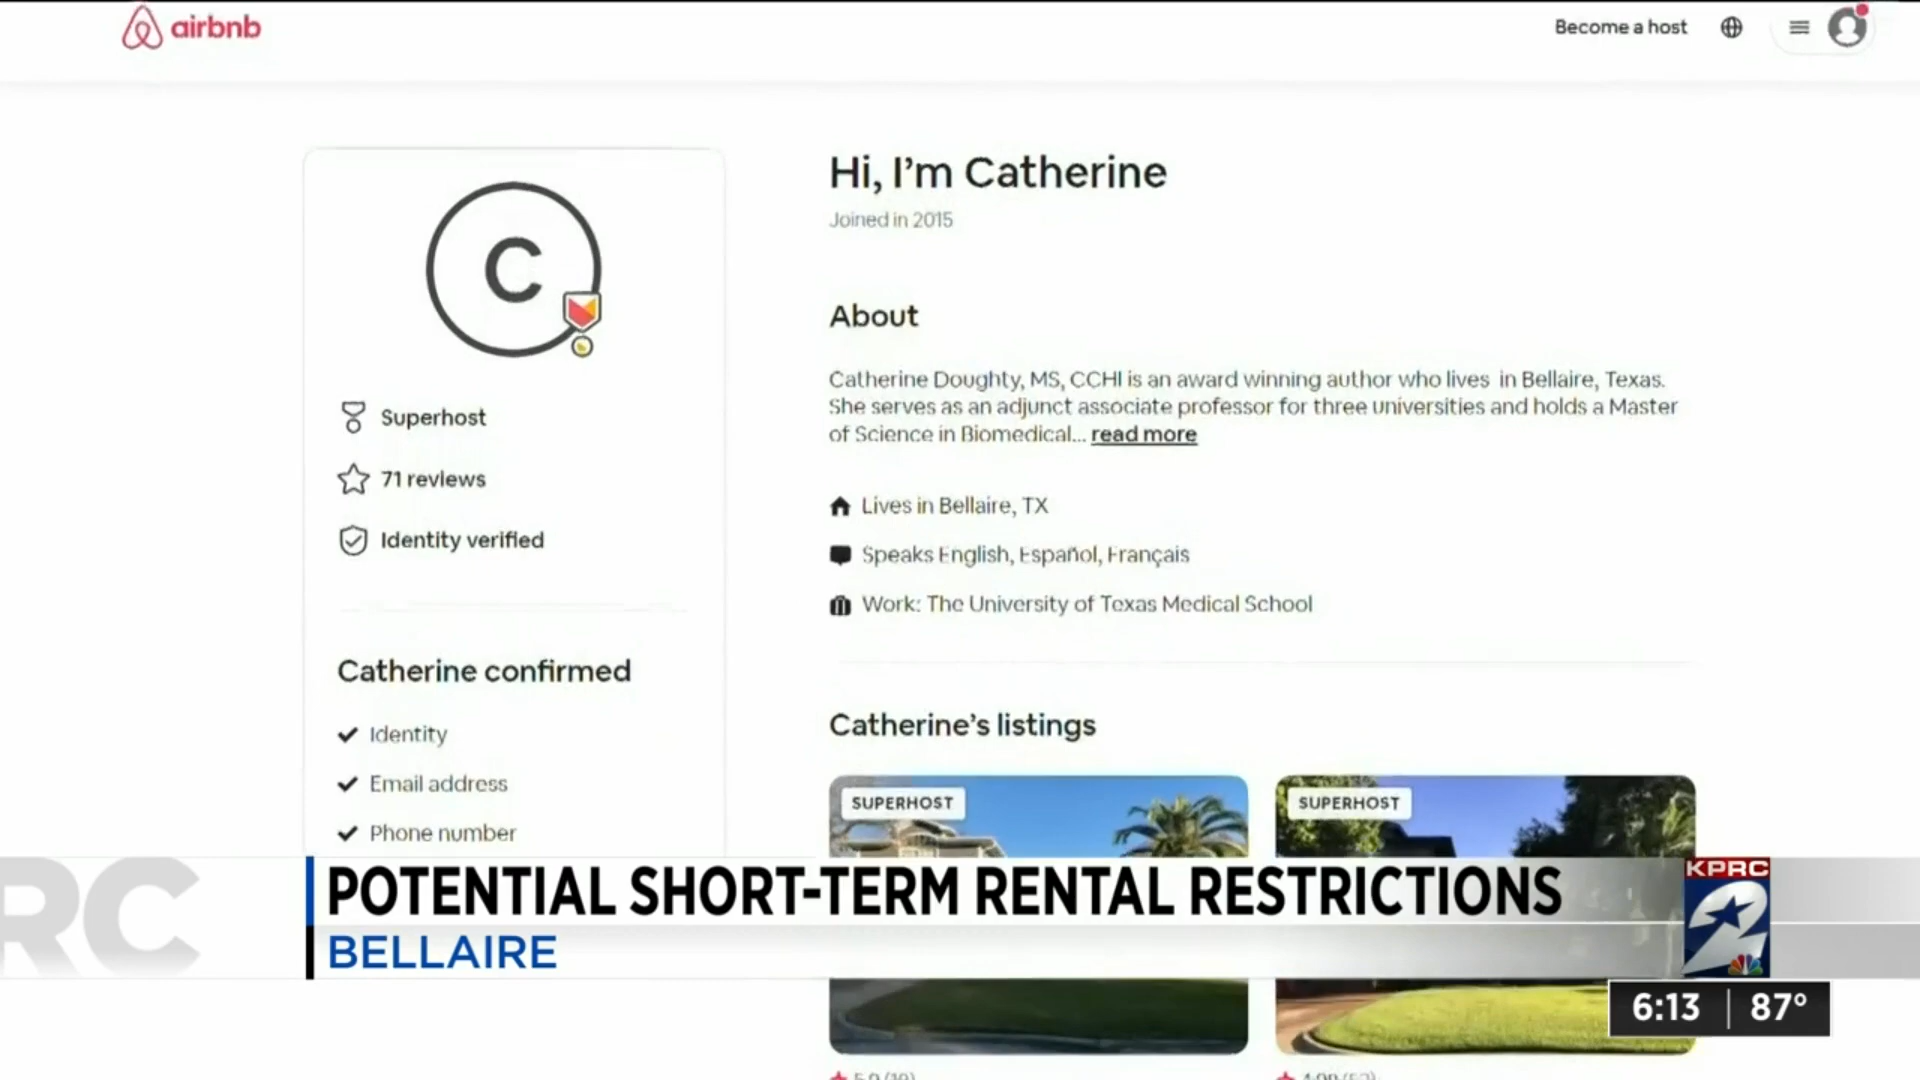 airbnb
Become a host
C
Superhost
71 reviews
Identity verified
Catherine confirmed
Identity
Email address
Phone number
Hi, I'm Catherine
Joined in 2015
About
Catherine Doughty, MS, CCHI is an award winning author who lives in Bellaire, Texas.
She serves as an adjunct associate professor for three universities and holds a Master
of Science in Biomedical... read more
Lives in Bellaire, TX
Speaks English, Español, Français
Work: The University of Texas Medical School
Catherine's listings
SUPERHOST
SUPERHOST
RC
POTENTIAL SHORT-TERM RENTAL RESTRICTIONS
BELLAIRE
KPRC
2
6:13
87°